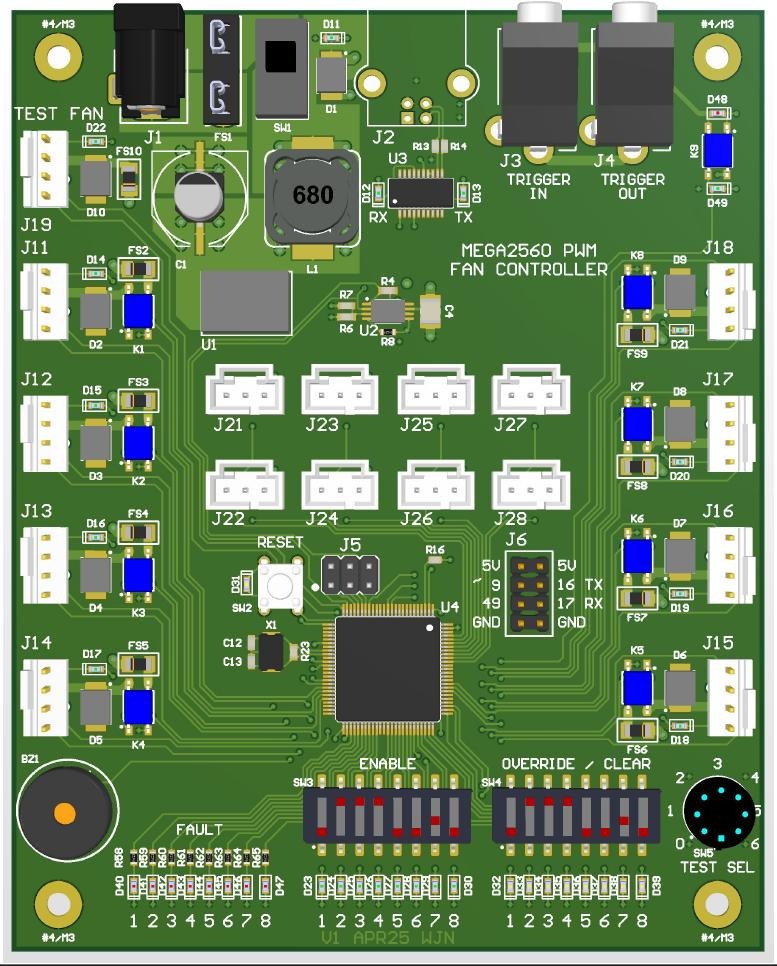 #4/M3
#4/M3
D11
D48
TEST FAN
D22
J1
FS1
SW1
D1
J2
R13
R14
J3
J4
K9
FS10
U3
TRIGGER
IN
TRIGGER
OUT
D12
D13
D49
RX
TX
D10
680
J19
J11
C1
L1
MEGA2560 PWM
FAN CONTROLLER
J18
FS2
D14
K8
D9
R4
R7
R6
U2
C4
R8
D2
K1
U1
FS9
D21
J12
FS3
D15
K7
D8
J17
J21
J23
J25
J27
D3
K2
FS8
D20
J13
FS4
D16
J22
J24
J26
J28
K6
D7
J16
RESET
J5
R16
J6
5V
5V
~9
16 TX
49
17 RX
GND
GND
D31
SW2
D4
K3
FS7
D19
J14
FS5
D17
X1
U4
C12
C13
R23
K5
D6
J15
D5
K4
FS6
D18
BZ1
ENABLE
OVERRIDE / CLEAR
SW3
SW4
3
2
4
1
5
0
6
SW5
TEST SEL
FAULT
R58
R59
R60
R61
R62
R63
R64
R65
D40
D47
D23
D30
D32
D39
1 2 3 4 5 6 7 8
1 2 3 4 5 6 7 8
1 2 3 4 5 6 7 8
#4/M3
V1 APR25 WJN
#4/M3